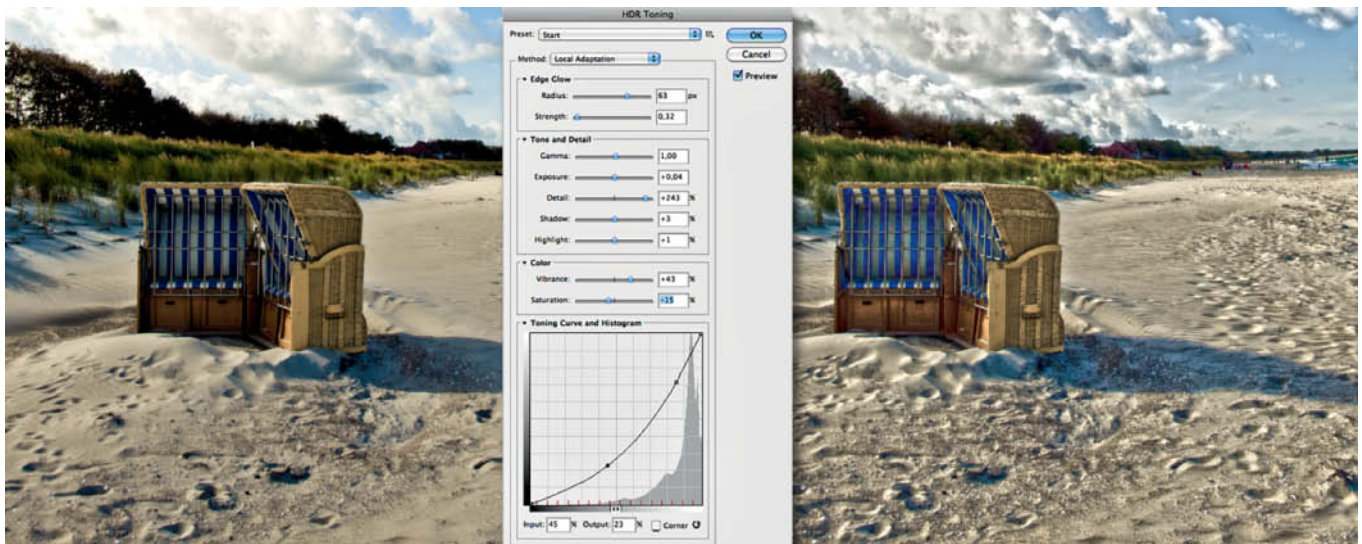 HDR Toning
Preset: Start
OK
Cancel
Preview
Method: Local Adaptation
Edge Glow
Radius: 63 px
Strength: 0,32
Tone and Detail
Gamma: 1,00
Exposure: +0,04
Detail: +243 %
Shadow: +3 %
Highlight: +1 %
Color
Vibrance: +43 %
Saturation: -15 %
Toning Curve and Histogram
Input: 45 % Output: 23 % Corner